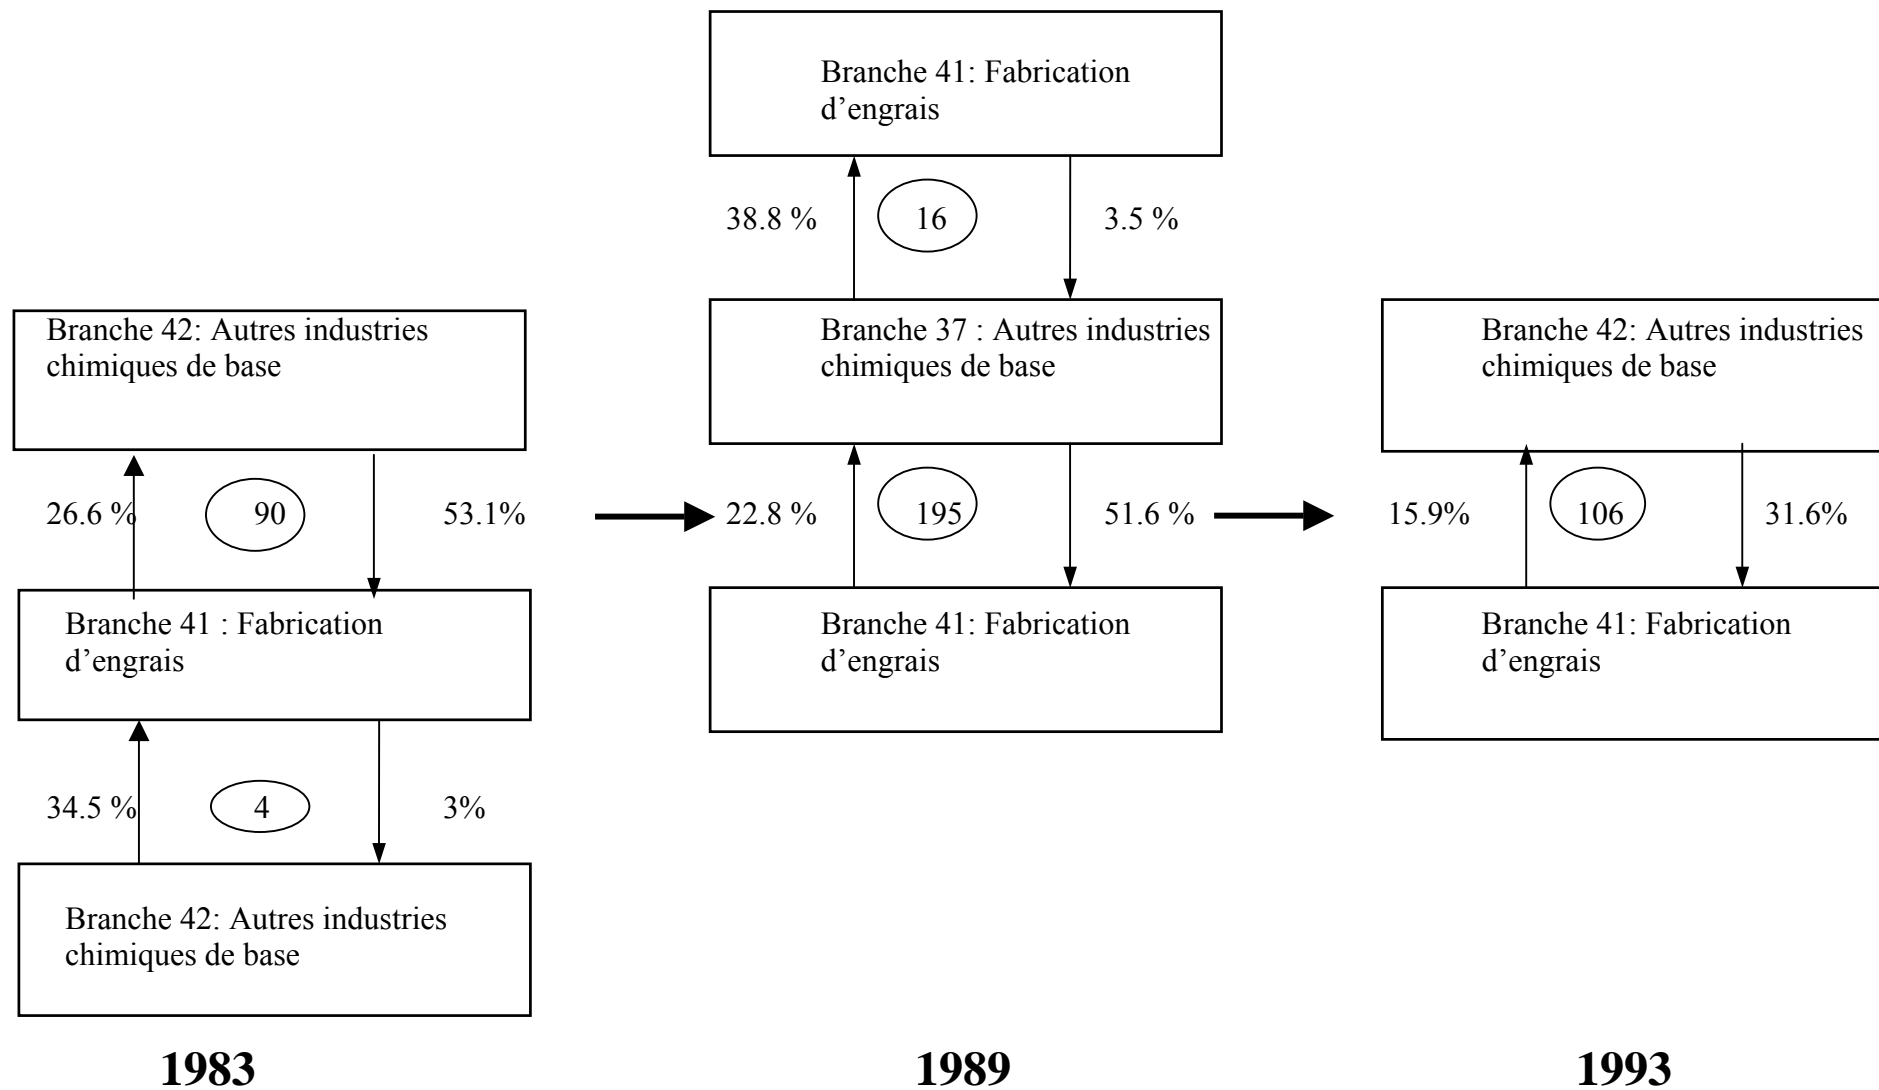 Branche 41: Fabrication
d’engrais
38.8 %
16
3.5 %
Branche 42: Autres industries
chimiques de base
Branche 37 : Autres industries
chimiques de base
Branche 42: Autres industries
chimiques de base
26.6 %
90
53.1%
22.8 %
195
51.6 %
15.9%
106
31.6%
Branche 41 : Fabrication
d’engrais
Branche 41: Fabrication
d’engrais
Branche 41: Fabrication
d’engrais
34.5 %
4
3%
Branche 42: Autres industries
chimiques de base
1983
1989
1993